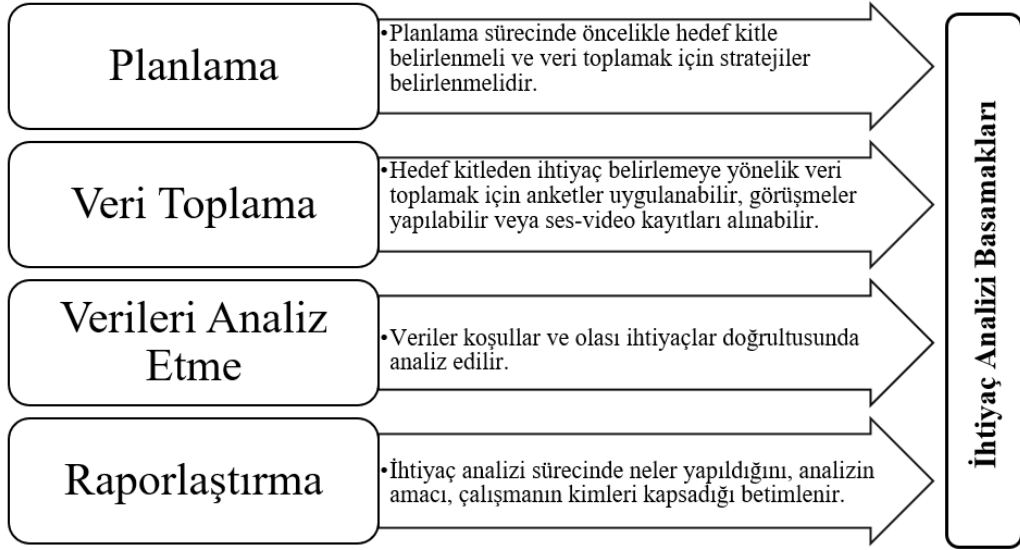 Planlama
•Planlama sürecinde öncelikle hedef kitle
belirlenmeli ve veri toplamak için stratejiler
belirlenmelidir.
Veri Toplama
•Hedef kitleden ihtiyaç belirlemeye yönelik veri
toplamak için anketler uygulanabilir, görüşmeler
yapılabilir veya ses-video kayıtları alınabilir.
Verileri Analiz
Etme
•Veriler koşullar ve olası ihtiyaçlar doğrultusunda
analiz edilir.
Raporlaştırma
•İhtiyaç analizi sürecinde neler yapıldığını, analizin
amacı, çalışmanın kimleri kapsadığı betimlenir.
İhtiyaç Analizi Basamakları